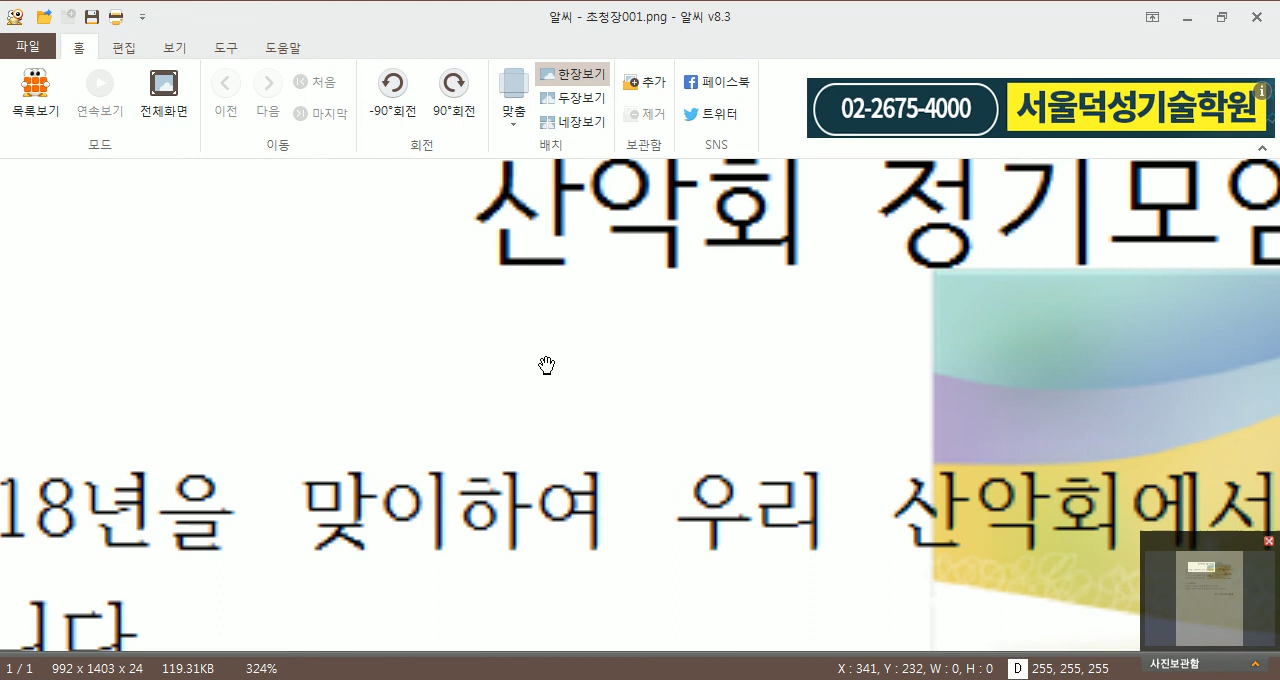 알씨 - 초청장001.png - 알씨 v8.3
파일 홈 편집 보기 도구 도움말
목록보기 연속보기 전체화면
모드
이전 다음 처음 마지막
이동
-90°회전 90°회전
회전
맞춤 한장보기 두장보기 네장보기
배치
추가 제거
보관함
페이스북 트위터
SNS
02-2675-4000 서울덕성기술학원
산악회 정기모임
18년을 맞이하여 우리 산악회에서
니다
사진보관함
1 / 1 992 x 1403 x 24 119.31KB 324% X : 341, Y : 232, W : 0, H : 0 D 255, 255, 255